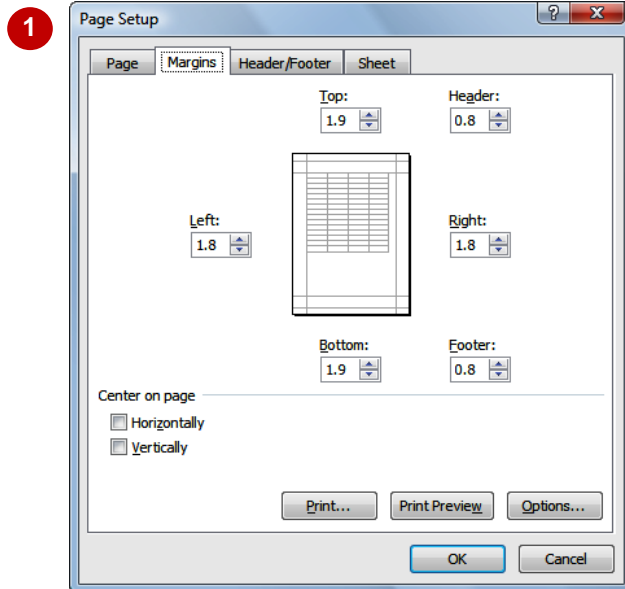 1
Page Setup
?
X
Page Margins Header/Footer Sheet
Top: Header:
1.9 0.8
Left: Right:
1.8 1.8
Bottom: Footer:
1.9 0.8
Center on page
Horizontally
Vertically
Print... Print Preview Options...
OK Cancel